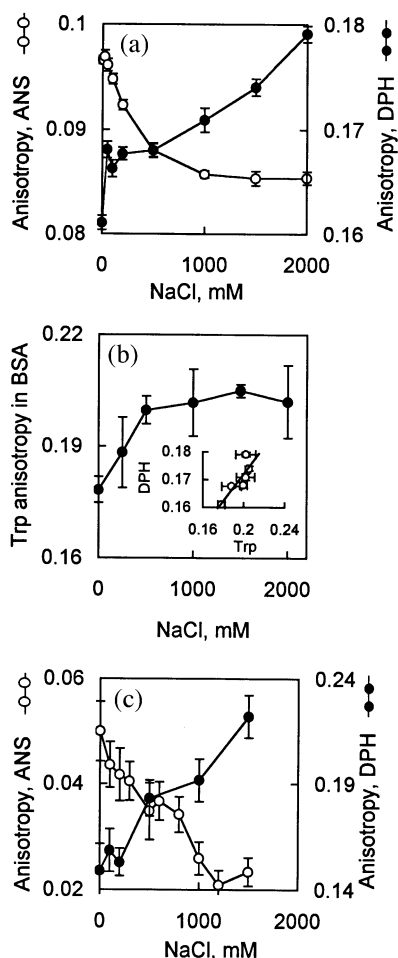 Anisotropy, ANS
Anisotropy, DPH
(a)
0.1
0.09
0.08
0.18
0.17
0.16
0 1000 2000
NaCl, mM
Trp anisotropy in BSA
(b)
0.22
0.19
0.16
DPH
0.18
0.17
0.16
0.16 0.2 0.24
Trp
0 1000 2000
NaCl, mM
Anisotropy, ANS
Anisotropy, DPH
(c)
0.06
0.04
0.02
0.24
0.19
0.14
0 1000 2000
NaCl, mM